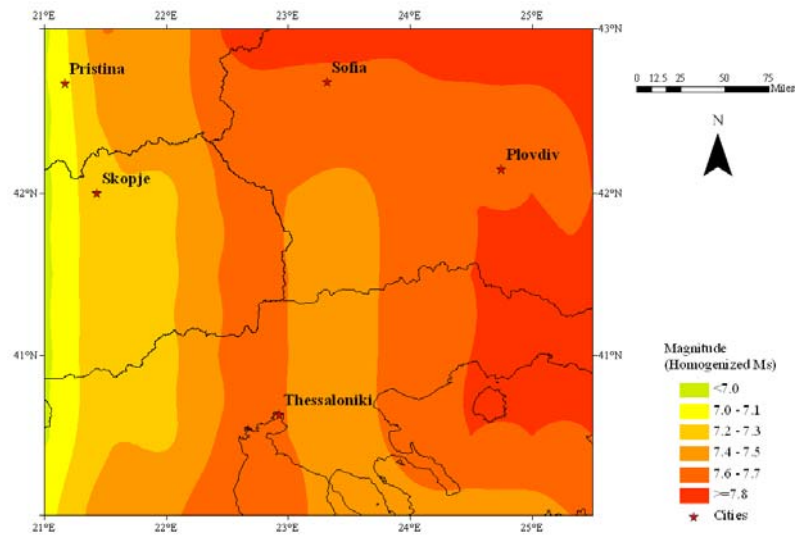 21°E 22°E 23°E 24°E 25°E
43°N 43°N
Pristina
Sofia
0 12.5 25 50 75
Miles
N
Plovdiv
42°N 42°N
Skopje
41°N 41°N
Thessaloniki
Magnitude
(Homogenized Ms)
<7.0
7.0 - 7.1
7.2 - 7.3
7.4 - 7.5
7.6 - 7.7
>=7.8
Cities
21°E 22°E 23°E 24°E 25°E